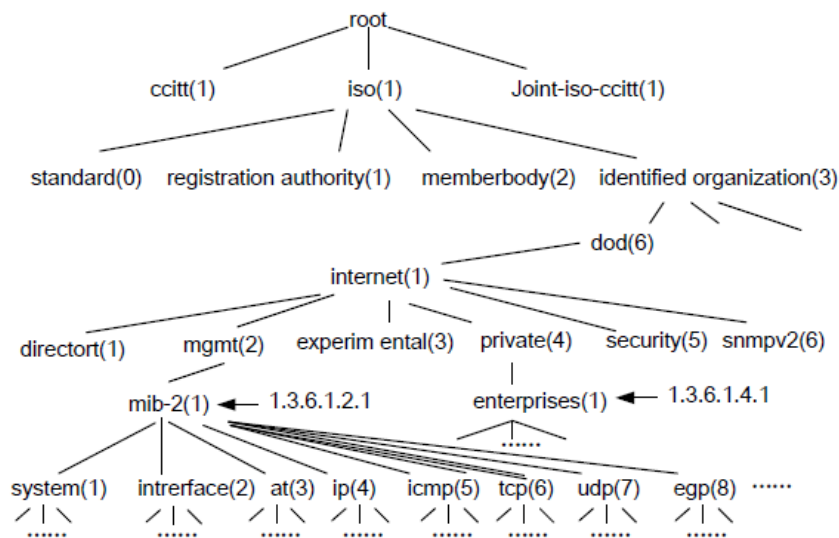 root
ccitt(1) iso(1) Joint-iso-ccitt(1)
standard(0) registration authority(1) memberbody(2) identified organization(3)
dod(6)
internet(1)
directort(1) mgmt(2) experim ental(3) private(4) security(5) snmpv2(6)
mib-2(1) 1.3.6.1.2.1 enterprises(1) 1.3.6.1.4.1
......
system(1) intrerface(2) at(3) ip(4) icmp(5) tcp(6) udp(7) egp(8) ......
...... ...... ...... ...... ...... ...... ...... ......